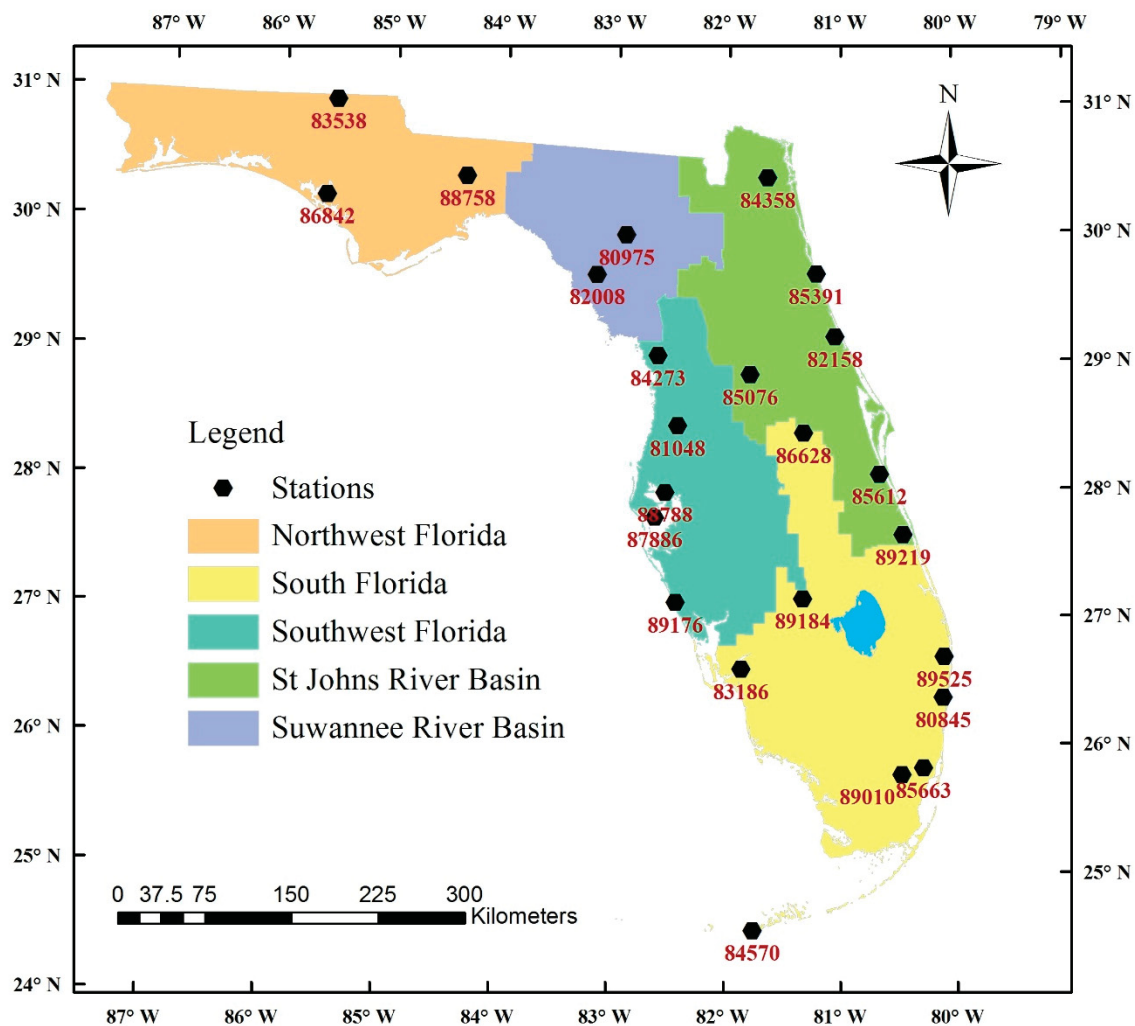 87° W 86° W 85° W 84° W 83° W 82° W 81° W 80° W 79° W
31° N
31° N
N
83538
88758
84358
30° N
30° N
86842
80975
85391
82008
82158
29° N
29° N
84273
85076
Legend
81048
86628
28° N
28° N
Stations
88788
85612
87886
Northwest Florida
89219
South Florida
27° N
27° N
89184
89176
Southwest Florida
89525
83186
St Johns River Basin
80845
26° N
26° N
Suwannee River Basin
89010
85663
25° N
25° N
0 37.5 75 150 225 300
Kilometers
84570
24° N
24° N
87° W 86° W 85° W 84° W 83° W 82° W 81° W 80° W